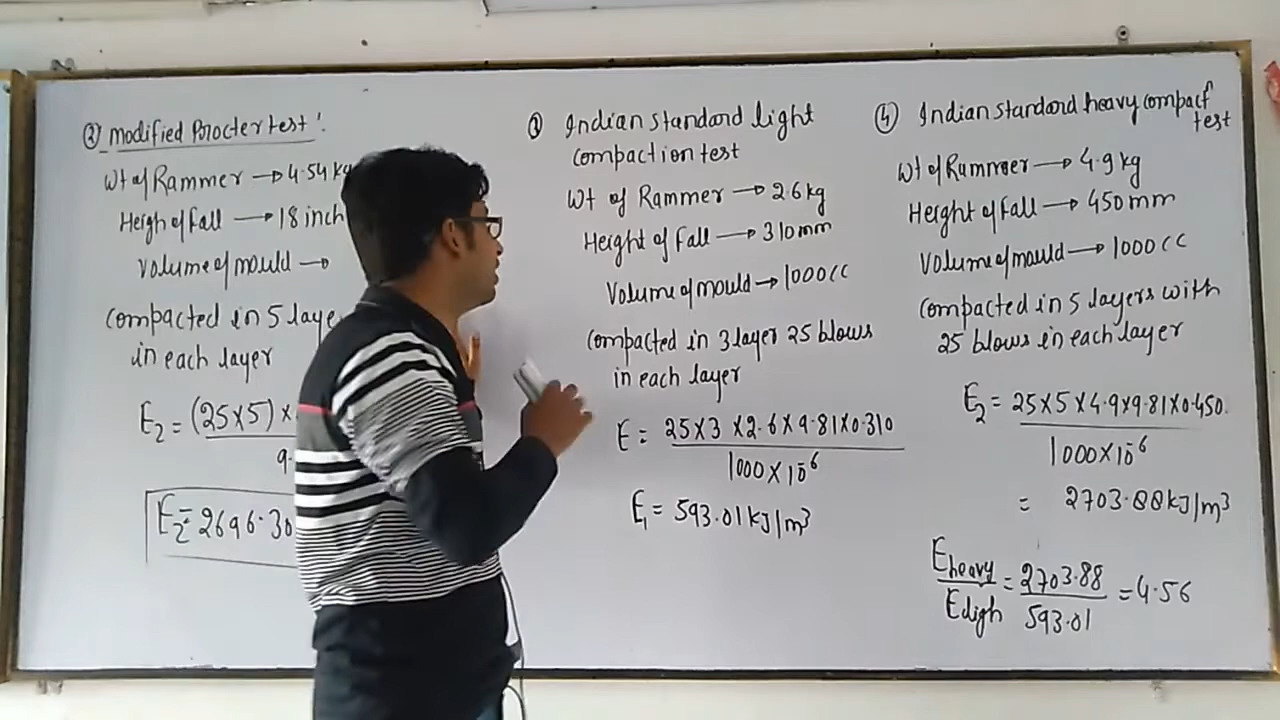 ② Modified Procter test :
Wt of Rammer → 4.54 kg
Heigh of fall → 18 inch
Volume of mould →
Compacted in 5 laye
in each layer
E₂ = (25×5) ×
9.
E₂ = 2696.30
③ Indian standard light
compaction test
Wt of Rammer → 2.6 kg
Height of fall → 310 mm
Volume of mould → 1000 CC
Compacted in 3 layer 25 blows
in each layer
E = 25×3 ×2.6×9.81×0.310
1000×10⁻⁶
E₁ = 593.01 kJ/m³
④ Indian standard heavy compactⁿ
test
Wt of Rammer → 4.9 kg
Height of fall → 450 mm
Volume of mould → 1000 CC
Compacted in 5 layers with
25 blows in each layer
E₂ = 25×5×4.9×9.81×0.450.
1000×10⁻⁶
= 2703.88 kJ/m³
Eheavy = 2703.88 = 4.56
Eligh 593.01